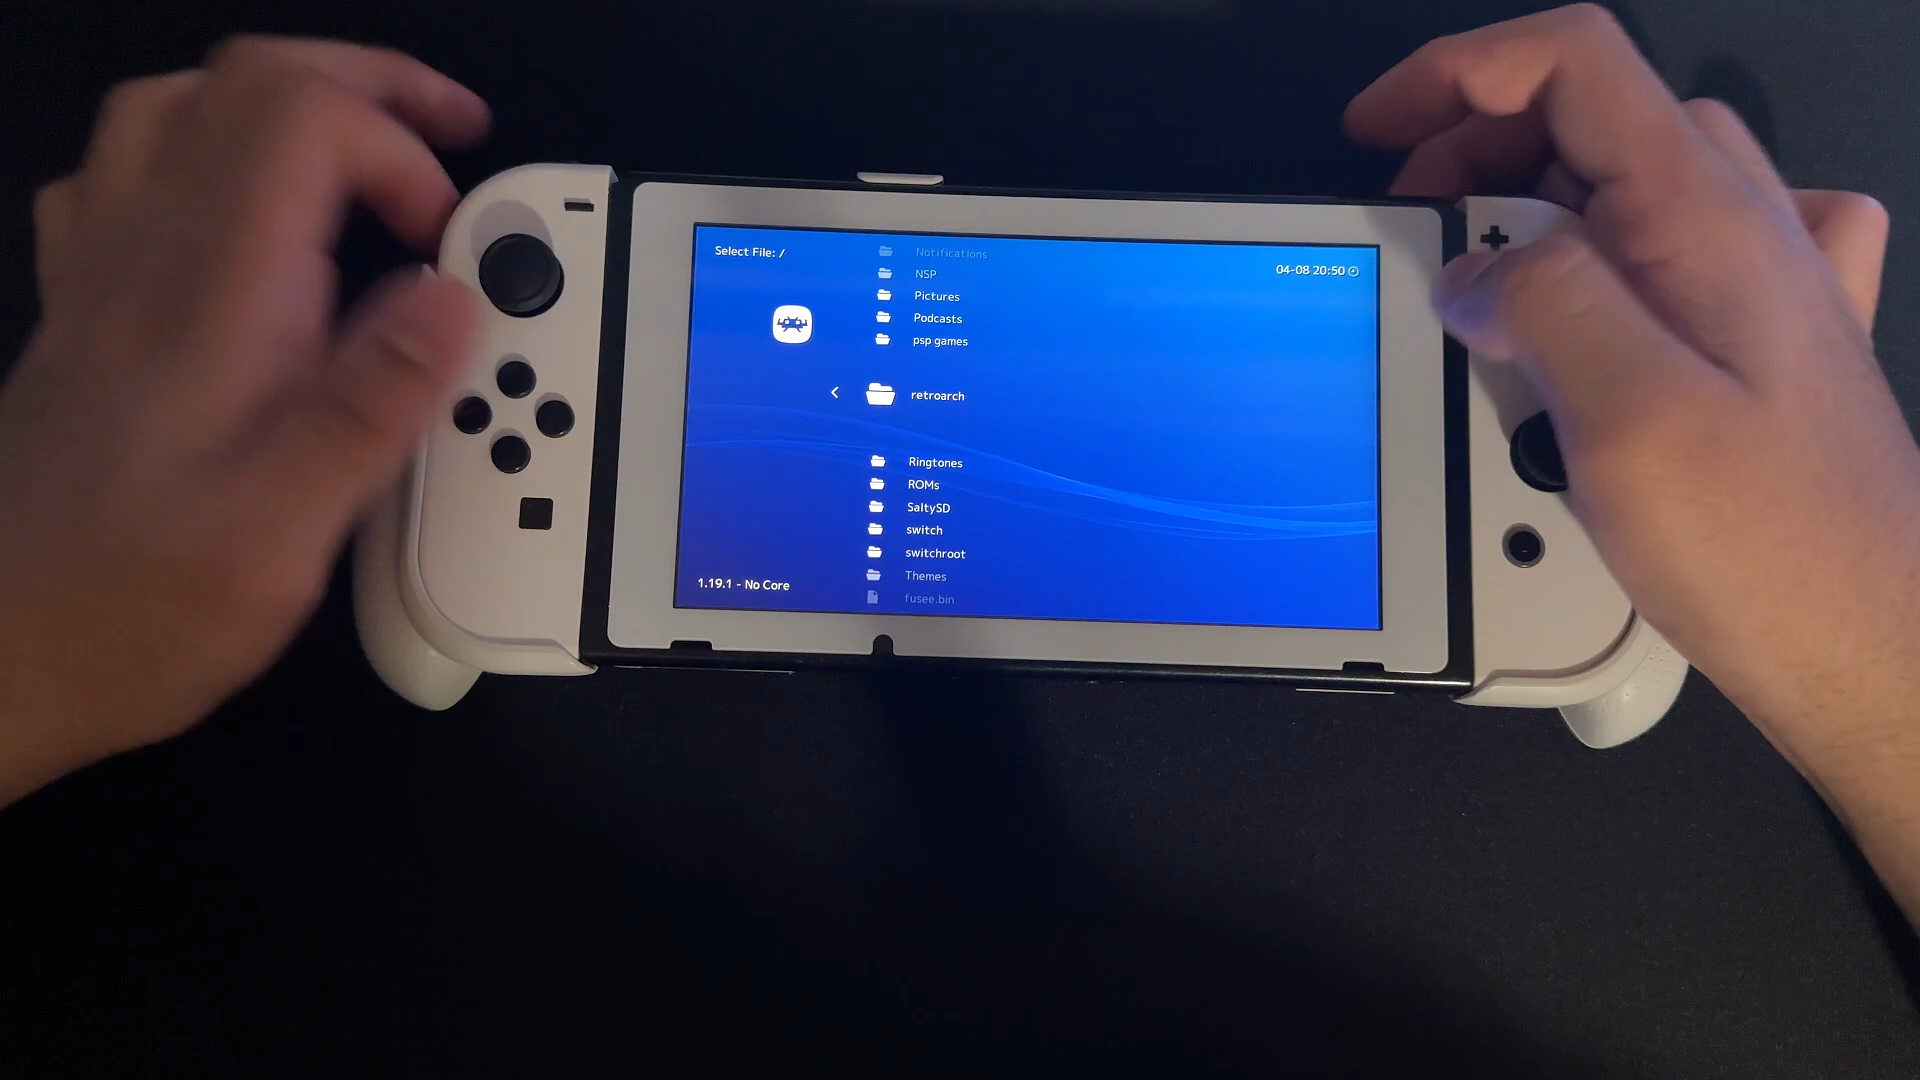 Select File: /
04-08 20:50
Notifications
NSP
Pictures
Podcasts
psp games
retroarch
Ringtones
ROMs
SaltySD
switch
switchroot
Themes
fusee.bin
1.19.1 - No Core